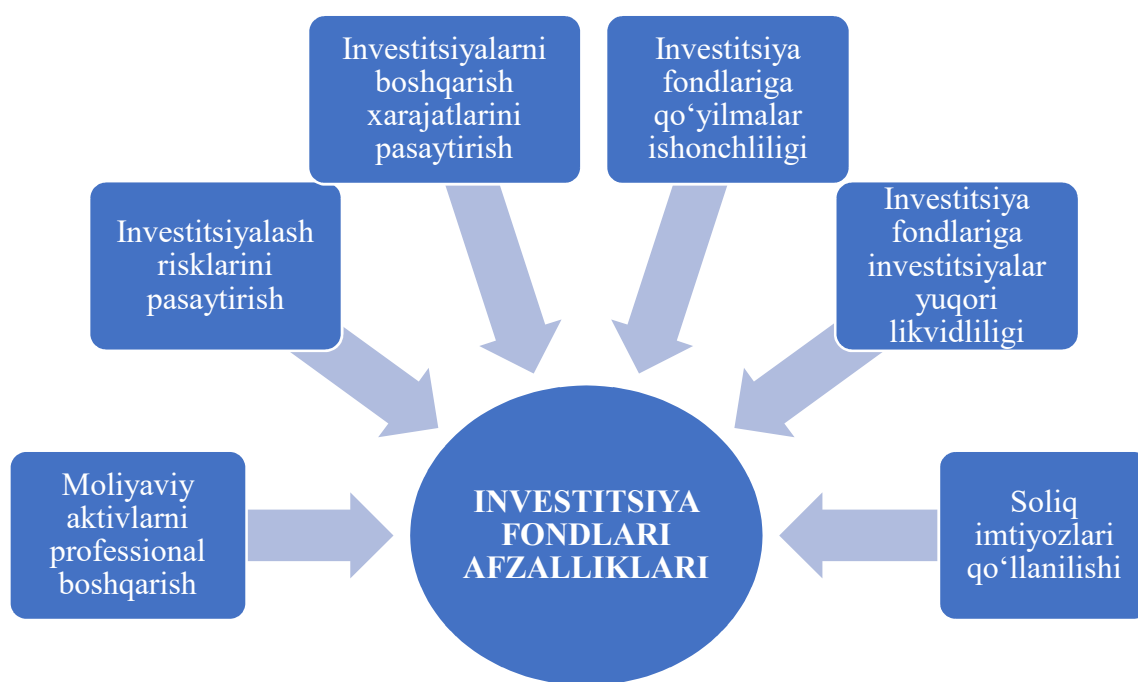 Investitsiyalarni
boshqarish
xarajatlarini
pasaytirish
Investitsiya
fondlariga
qo‘yilmalar
ishonchliligi
Investitsiyalash
risklarini
pasaytirish
Investitsiya
fondlariga
investitsiyalar
yuqori
likvidliligi
Moliyaviy
aktivlarni
professional
boshqarish
INVESTITSIYA
FONDLARI
AFZALLIKLARI
Soliq
imtiyozlari
qo‘llanilishi